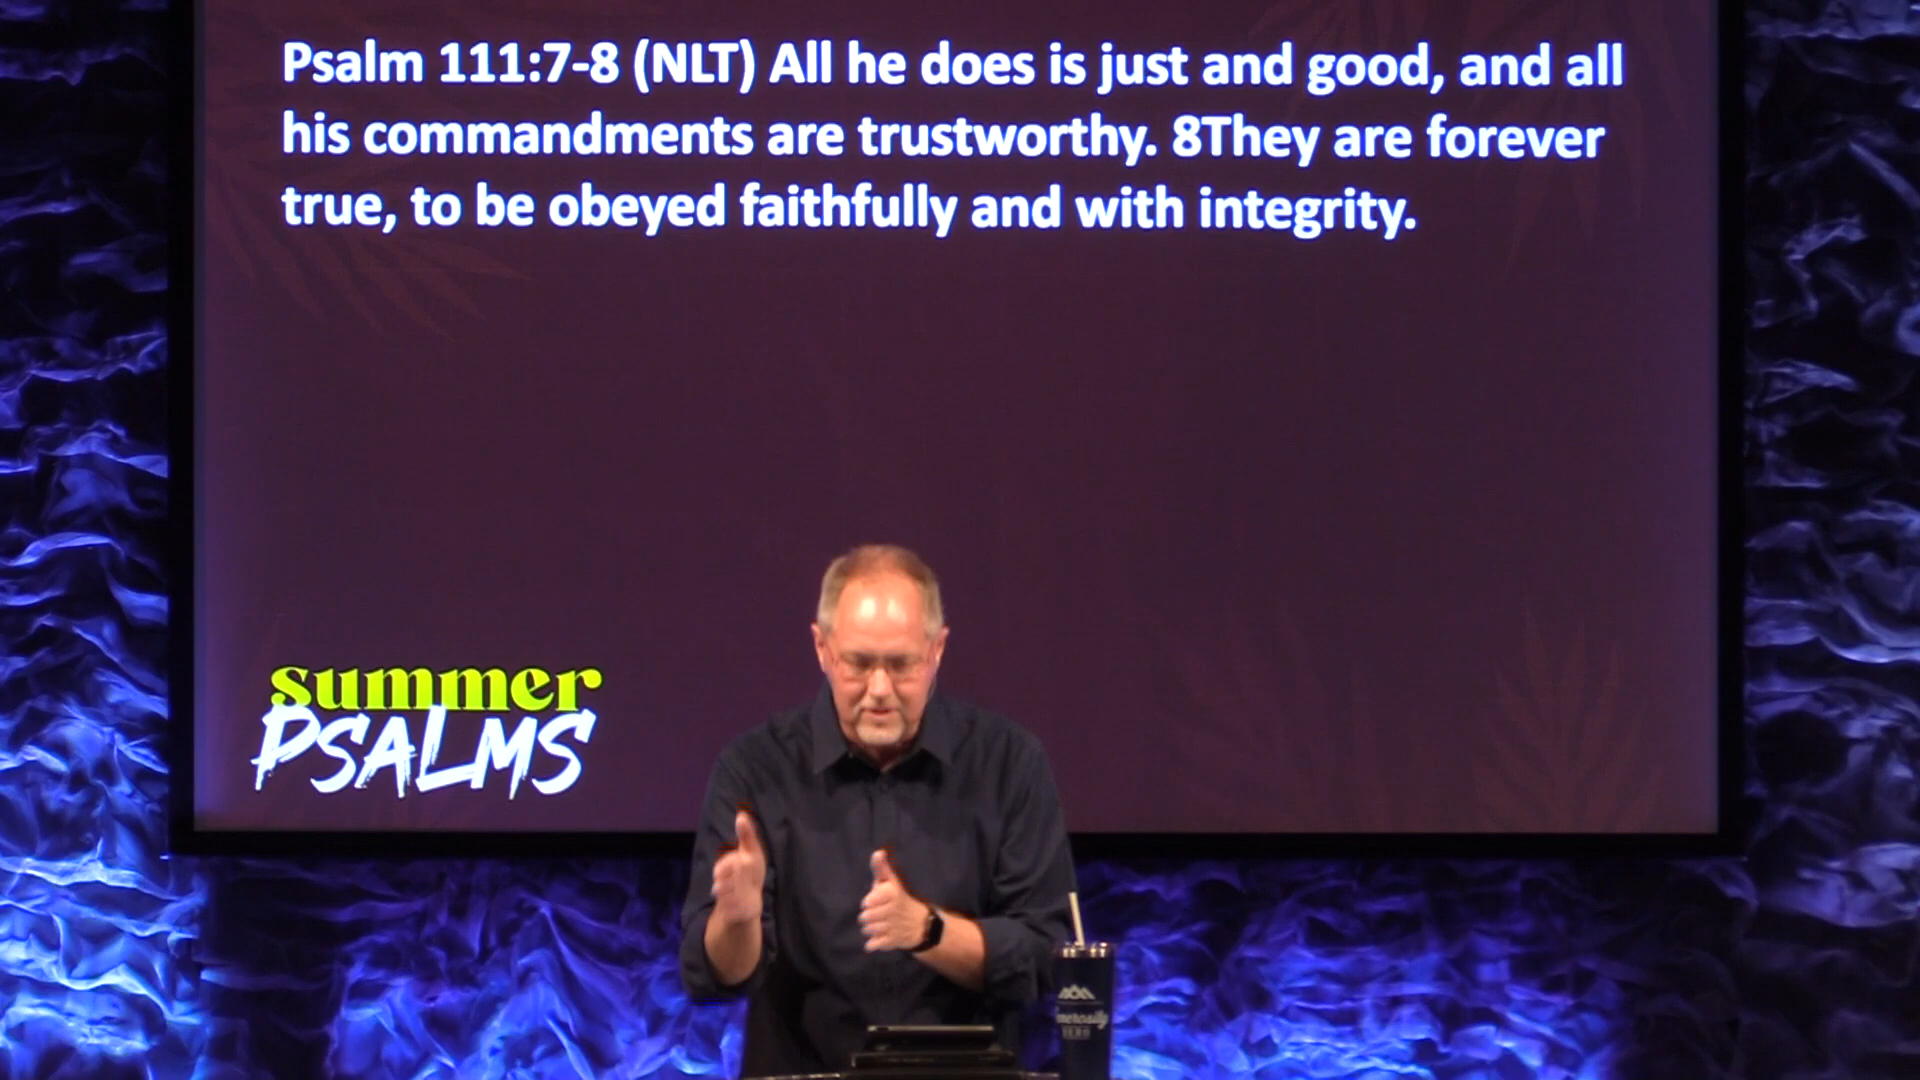 Psalm 111:7-8 (NLT) All he does is just and good, and all
his commandments are trustworthy. 8They are forever
true, to be obeyed faithfully and with integrity.
summer
PSALMS